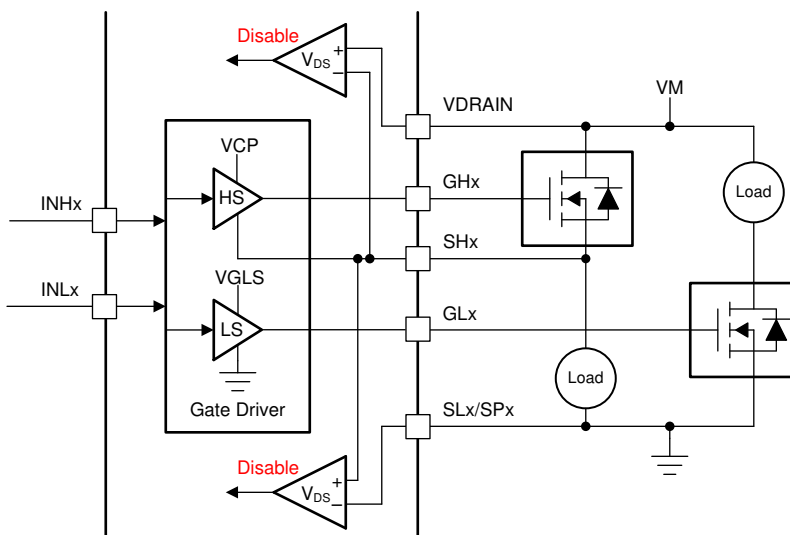 Disable
VDS
+
−
VM
VDRAIN
VCP
HS
GHx
Load
INHx
SHx
VGLS
INLx
LS
GLx
Load
Gate Driver
SLx/SPx
Disable
VDS
+
−